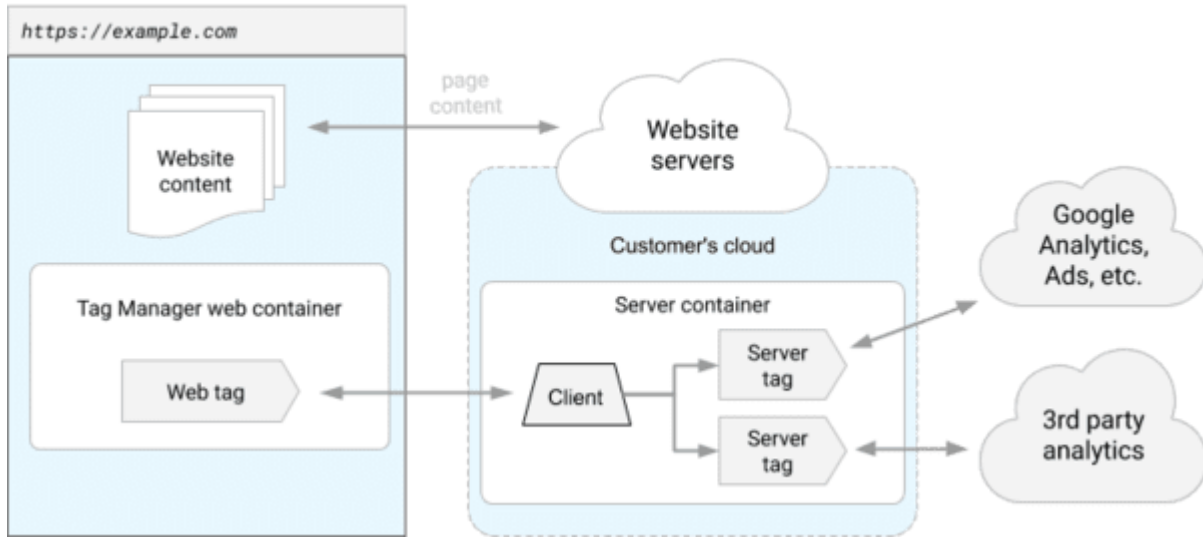 https://example.com
page
content
Website
content
Website
servers
Customer's cloud
Google
Analytics,
Ads, etc.
Tag Manager web container
Web tag
Server container
Client
Server
tag
Server
tag
3rd party
analytics